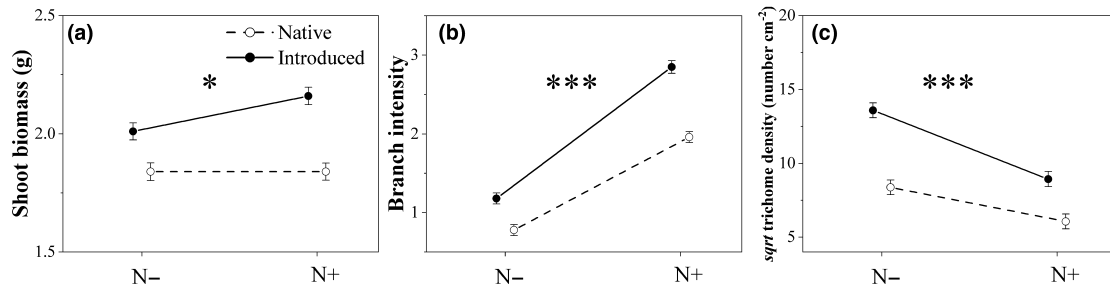 (a)
Native
Introduced
*
Shoot biomass (g)
2.5
2.0
1.5
N−
N+
(b)
***
Branch intensity
3
2
1
N−
N+
(c)
***
sqrt trichome density (number cm-2)
20
15
10
5
N−
N+